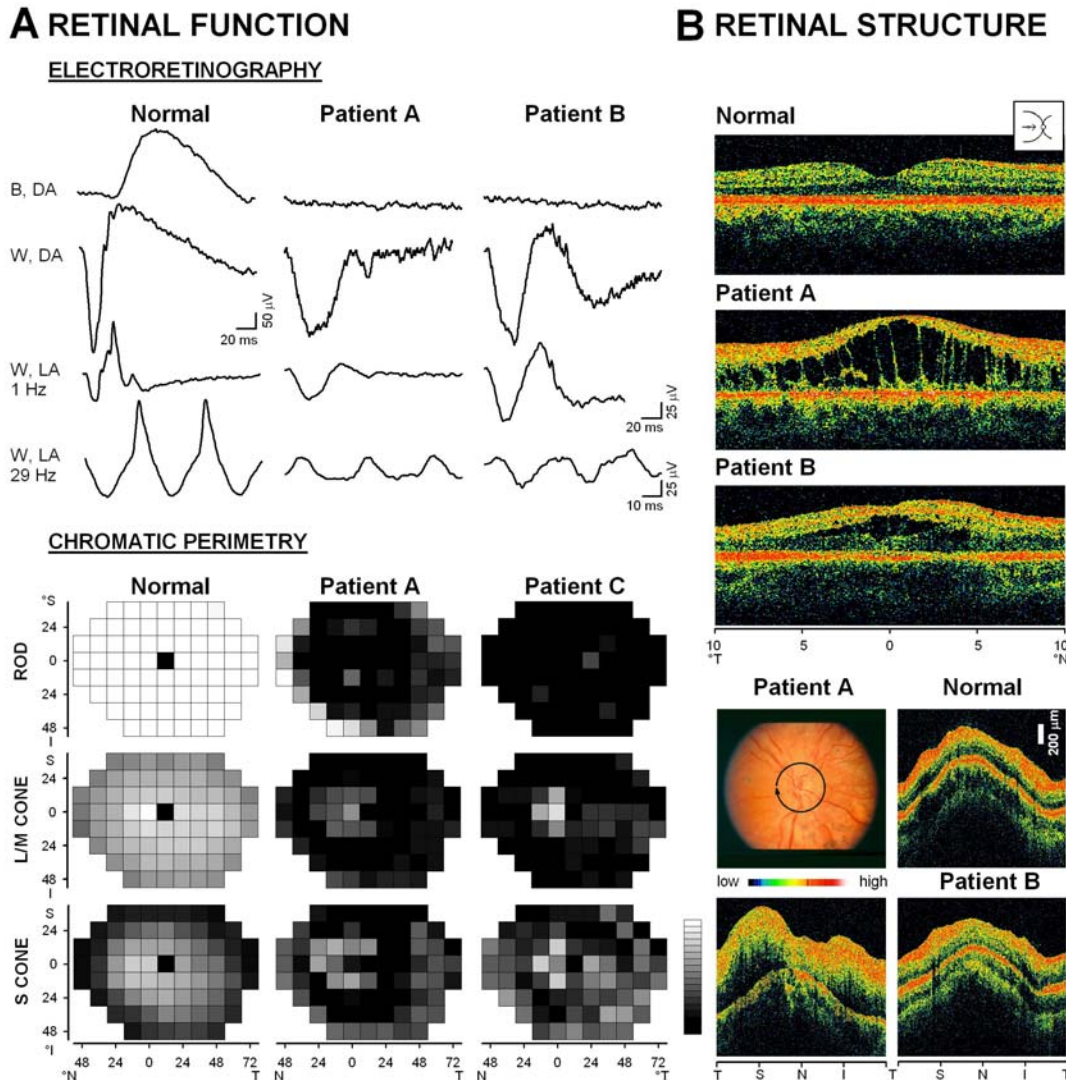 A RETINAL FUNCTION
ELECTRORETINOGRAPHY
Normal Patient A Patient B
B, DA
W, DA
50 µV
20 ms
W, LA
1 Hz
25 µV
20 ms
W, LA
29 Hz
25 µV
10 ms
CHROMATIC PERIMETRY
Normal Patient A Patient C
°S
24
0
24
48
I
ROD
S
24
0
24
48
I
L/M CONE
S
24
0
24
48
°I
S CONE
48 24 0 24 48 72
°N T
48 24 0 24 48 72
N T
48 24 0 24 48 72
N T
B RETINAL STRUCTURE
Normal
Patient A
Patient B
10 5 0 5 10
°T °N
Patient A Normal
200 µm
low high
Patient B
T S N I T
T S N I T